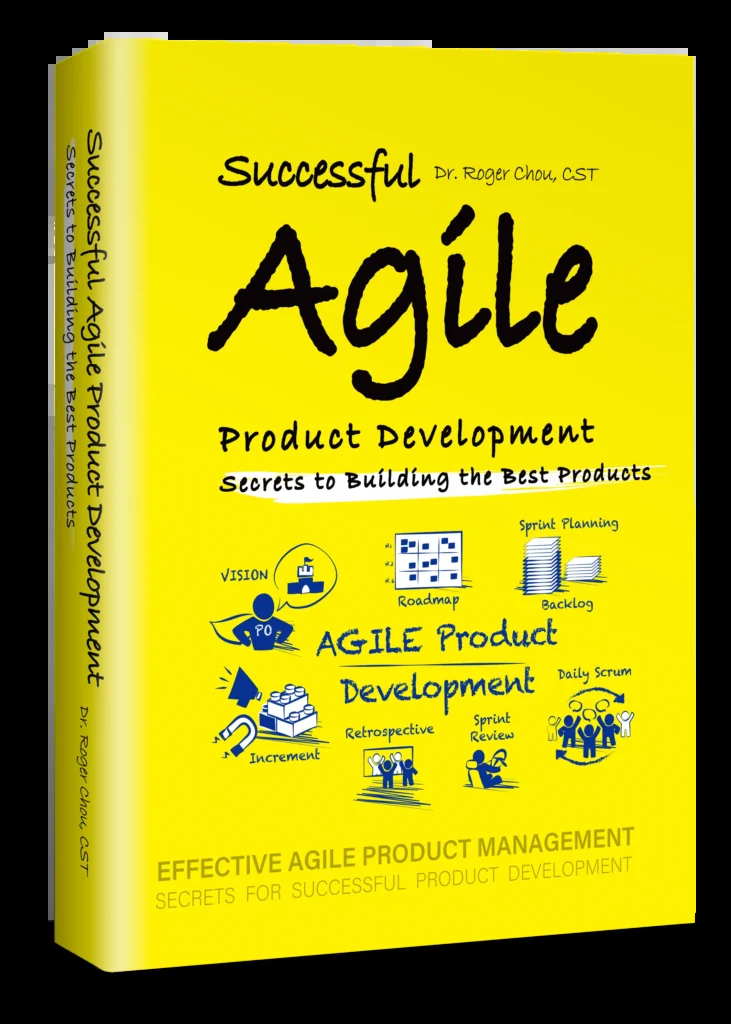 Successful Agile Product Development Dr. Roger Chou, CST
Secrets to Building the Best Products
Successful Dr. Roger Chou, CST
Agile
Product Development
Secrets to Building the Best Products
VISION
PO
Roadmap
Sprint Planning
Backlog
AGILE Product
Development
Increment
Retrospective
Sprint
Review
Daily Scrum
EFFECTIVE AGILE PRODUCT MANAGEMENT
SECRETS FOR SUCCESSFUL PRODUCT DEVELOPMENT